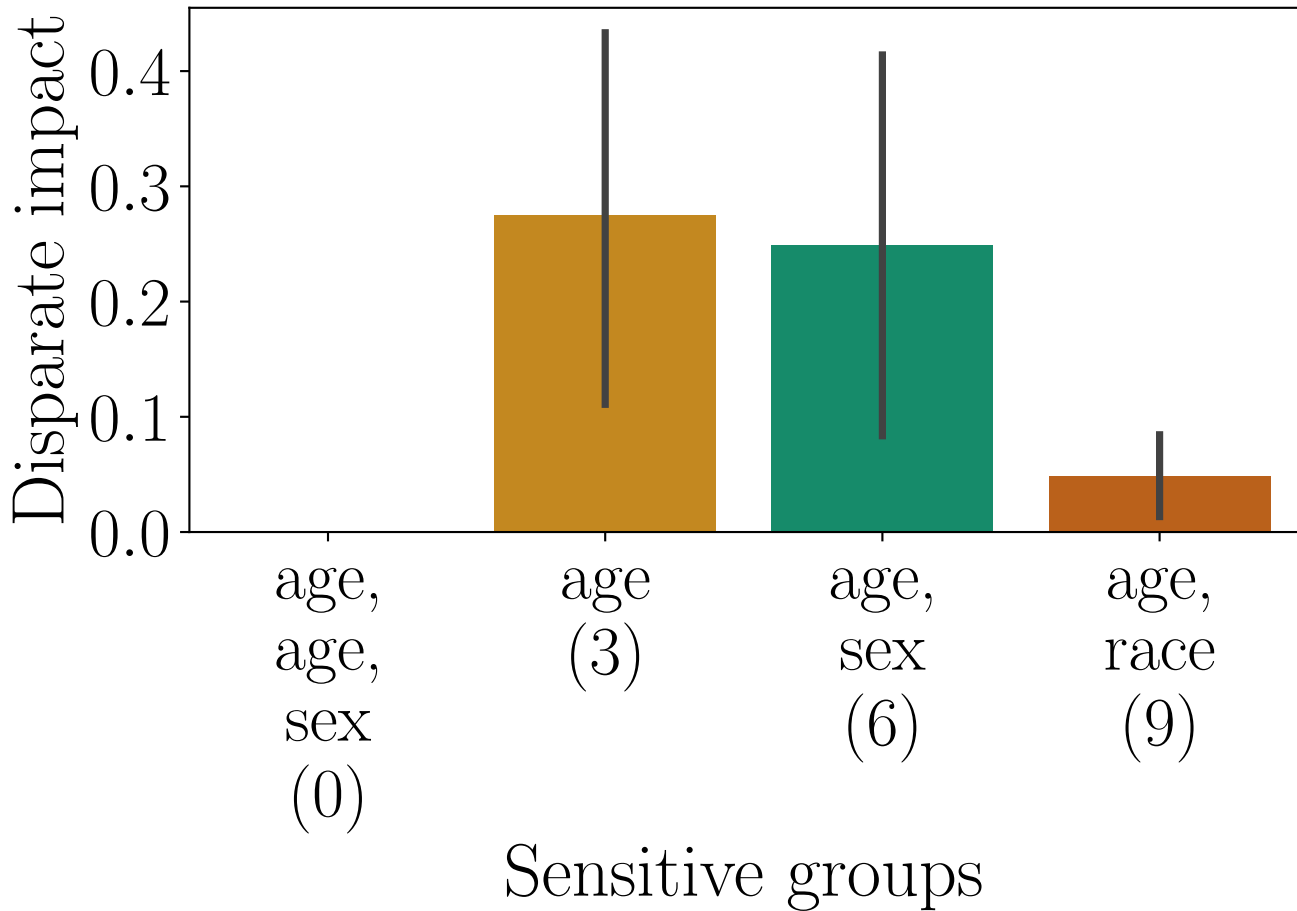 Disparate impact
0.4
0.3
0.2
0.1
0.0
age,
age,
sex
(0)
age
(3)
age,
sex
(6)
age,
race
(9)
Sensitive groups